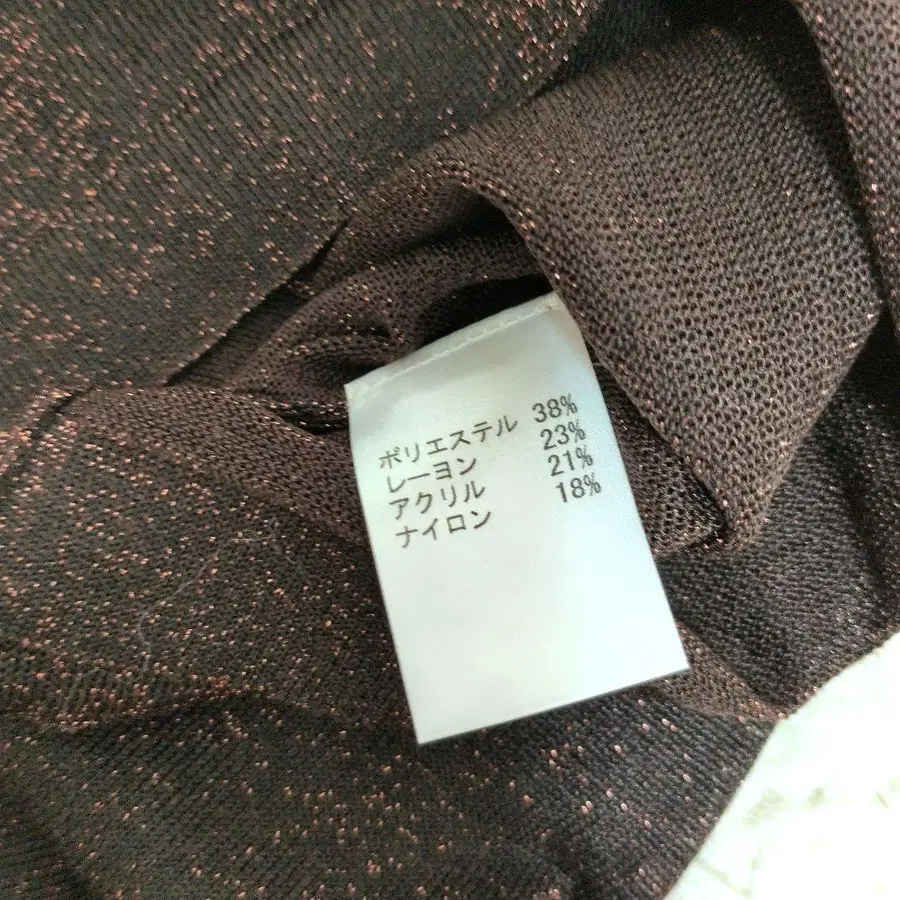 ポリエステル 38%
レーヨン 23%
アクリル 21%
ナイロン 18%